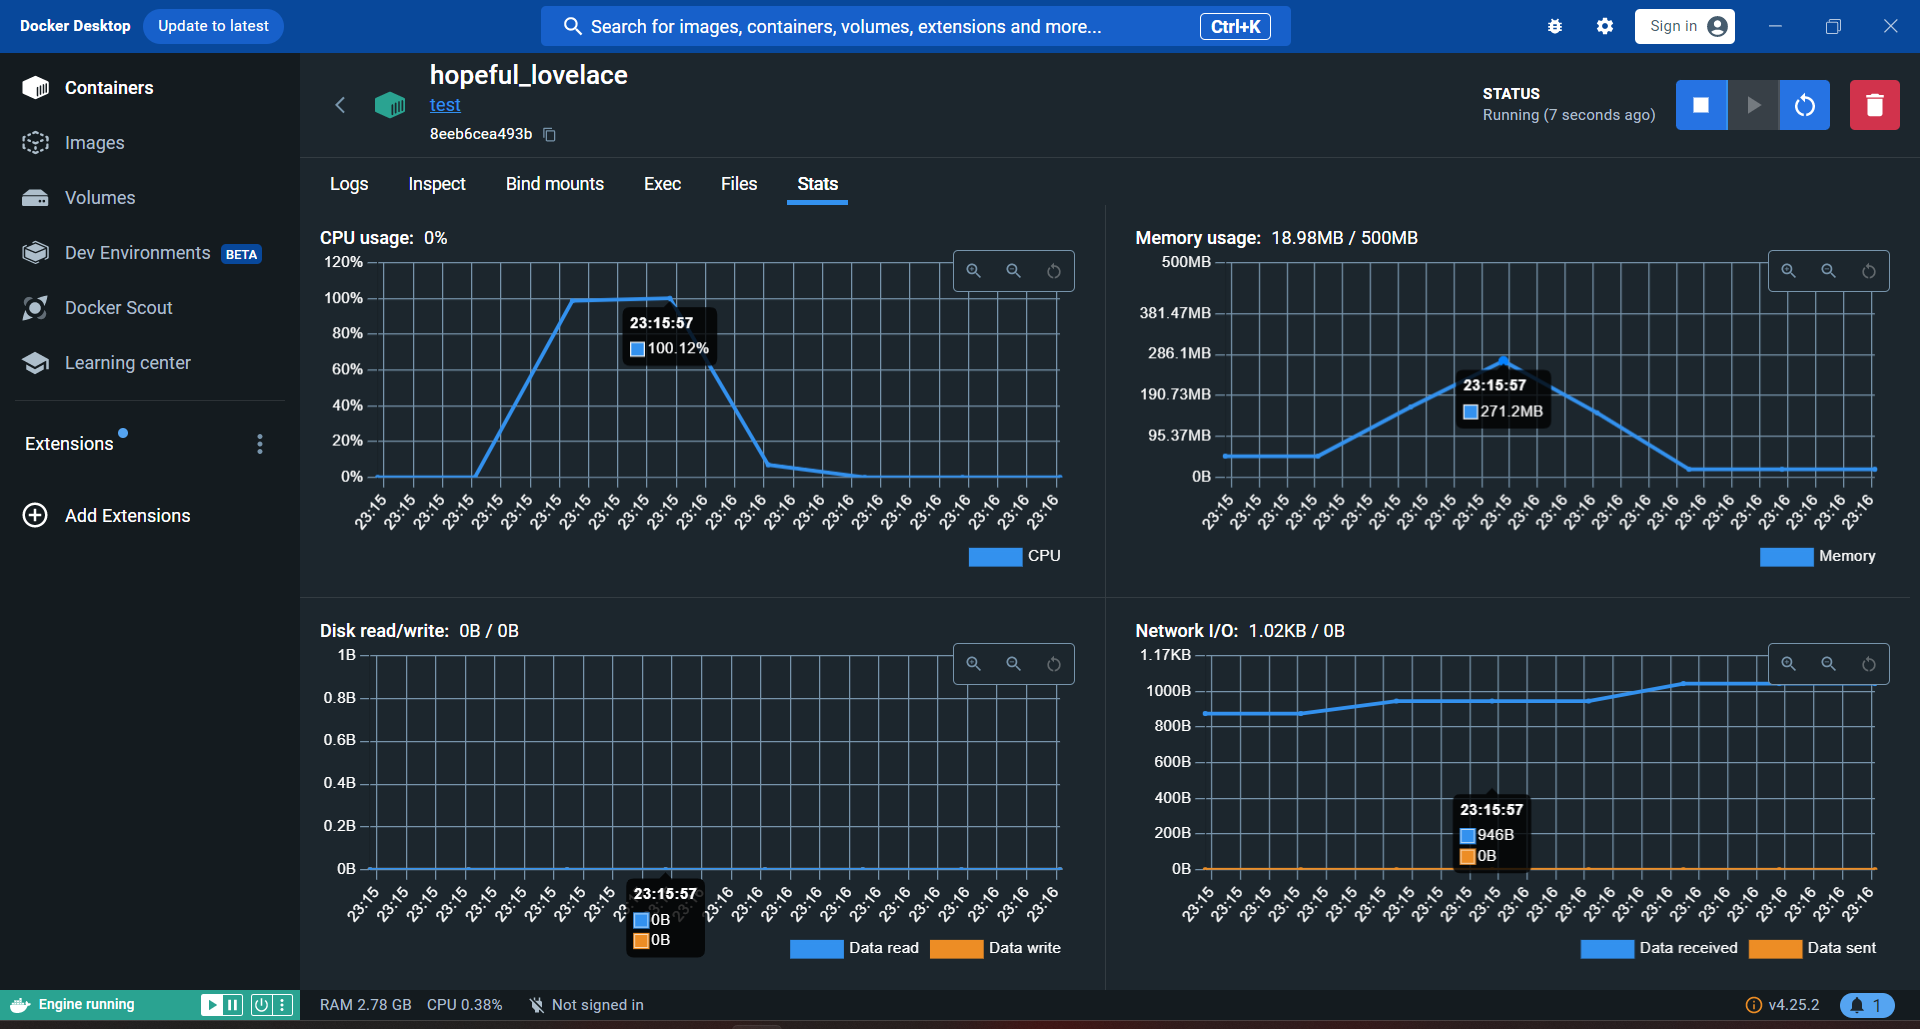 Docker Desktop
Update to latest
Search for images, containers, volumes, extensions and more...
Ctrl+K
Sign in
Containers
Images
Volumes
Dev Environments BETA
Docker Scout
Learning center
Extensions
Add Extensions
hopeful_lovelace
test
8eeb6cea493b
STATUS
Running (7 seconds ago)
Logs Inspect Bind mounts Exec Files Stats
CPU usage: 0%
120%
100%
80%
60%
40%
20%
0%
23:15:57
100.12%
23:15 23:15 23:15 23:15 23:15 23:15 23:15 23:15 23:15 23:15 23:15 23:16 23:16 23:16 23:16 23:16 23:16 23:16 23:16 23:16 23:16 23:16 23:16 23:16
CPU
Memory usage: 18.98MB / 500MB
500MB
381.47MB
286.1MB
190.73MB
95.37MB
0B
23:15:57
271.2MB
23:15 23:15 23:15 23:15 23:15 23:15 23:15 23:15 23:15 23:15 23:15 23:16 23:16 23:16 23:16 23:16 23:16 23:16 23:16 23:16 23:16 23:16 23:16 23:16
Memory
Disk read/write: 0B / 0B
1B
0.8B
0.6B
0.4B
0.2B
0B
23:15:57
0B
0B
23:15 23:15 23:15 23:15 23:15 23:15 23:15 23:15 23:15 23:16 23:16 23:16 23:16 23:16 23:16 23:16 23:16 23:16 23:16 23:16 23:16
Data read Data write
Network I/O: 1.02KB / 0B
1.17KB
1000B
800B
600B
400B
200B
0B
23:15:57
946B
0B
23:15 23:15 23:15 23:15 23:15 23:15 23:15 23:15 23:15 23:15 23:15 23:16 23:16 23:16 23:16 23:16 23:16 23:16 23:16 23:16 23:16 23:16 23:16 23:16
Data received Data sent
Engine running
RAM 2.78 GB CPU 0.38% Not signed in
v4.25.2
1